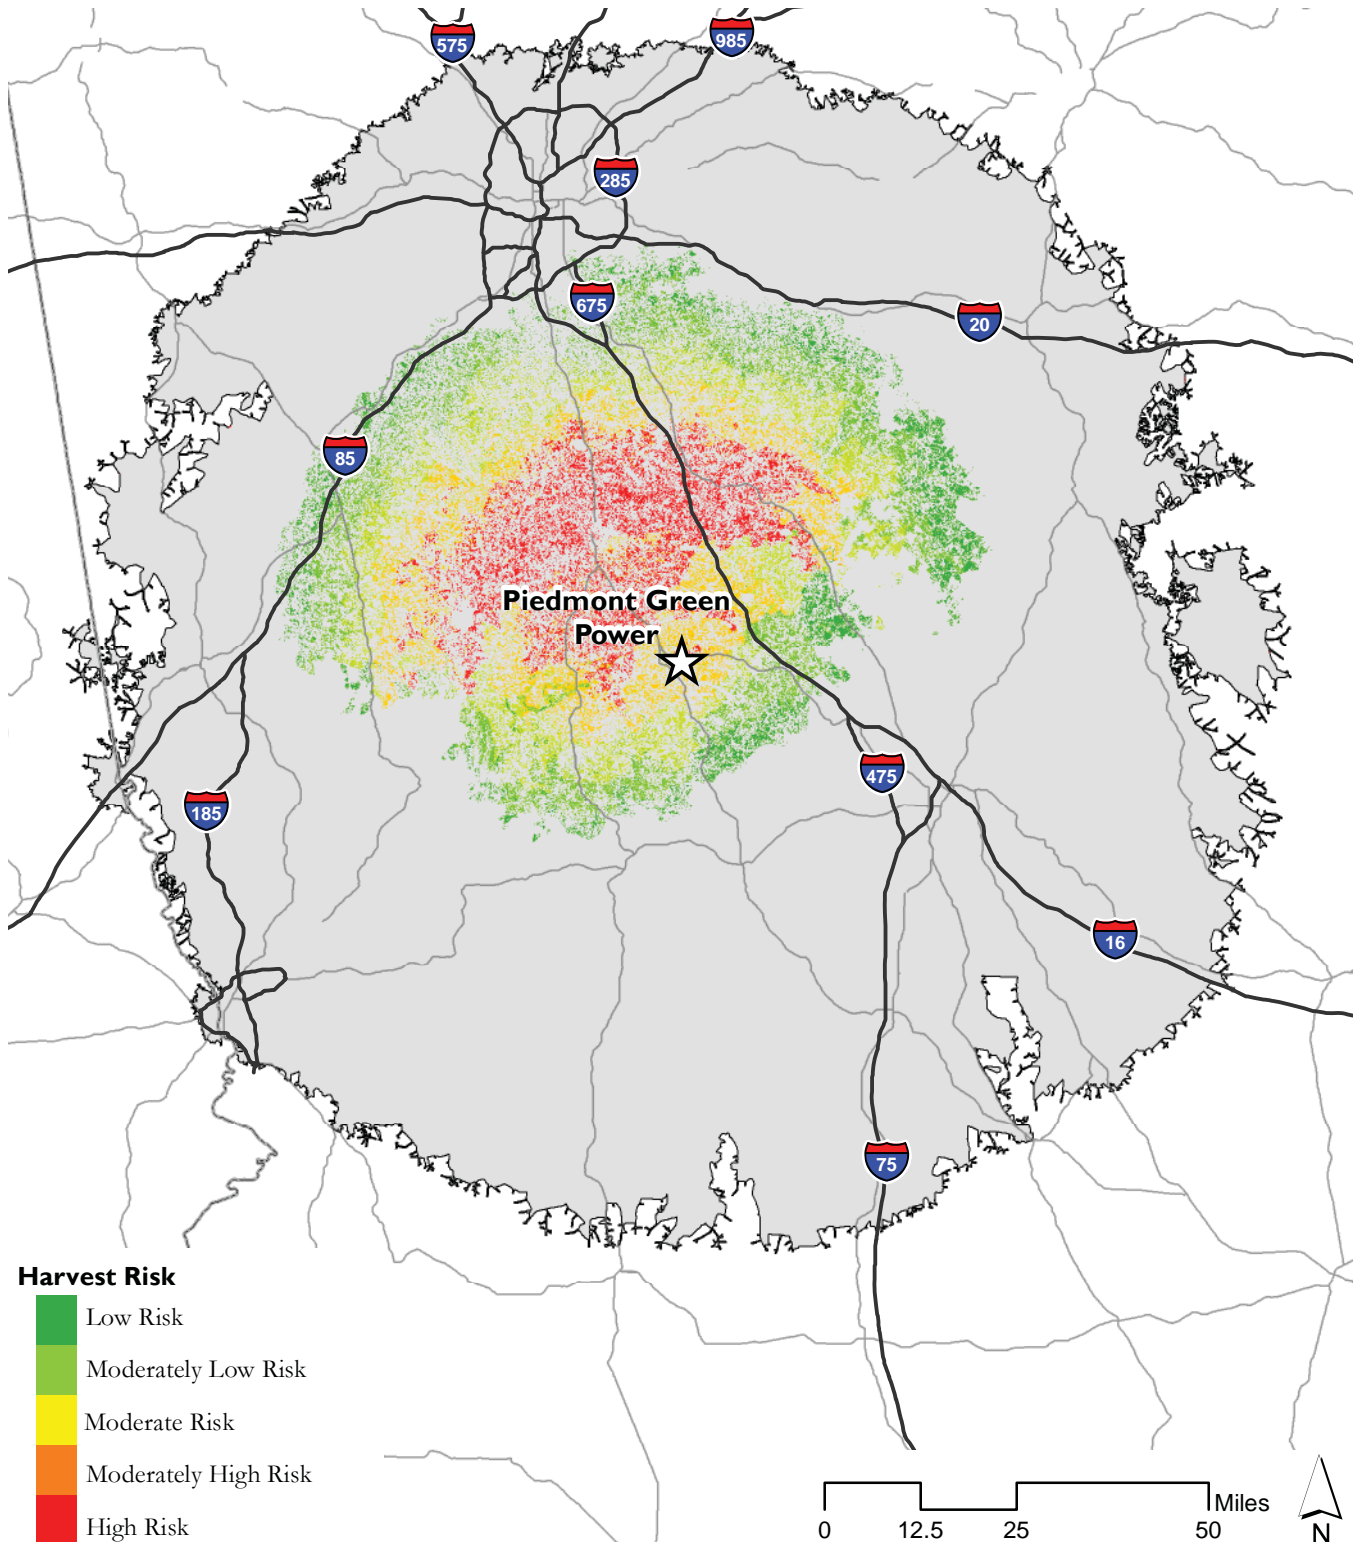 575
985
285
675
20
85
Piedmont Green
Power
475
185
16
75
Harvest Risk
Low Risk
Moderately Low Risk
Moderate Risk
Moderately High Risk
High Risk
Miles
0 12.5 25 50
N